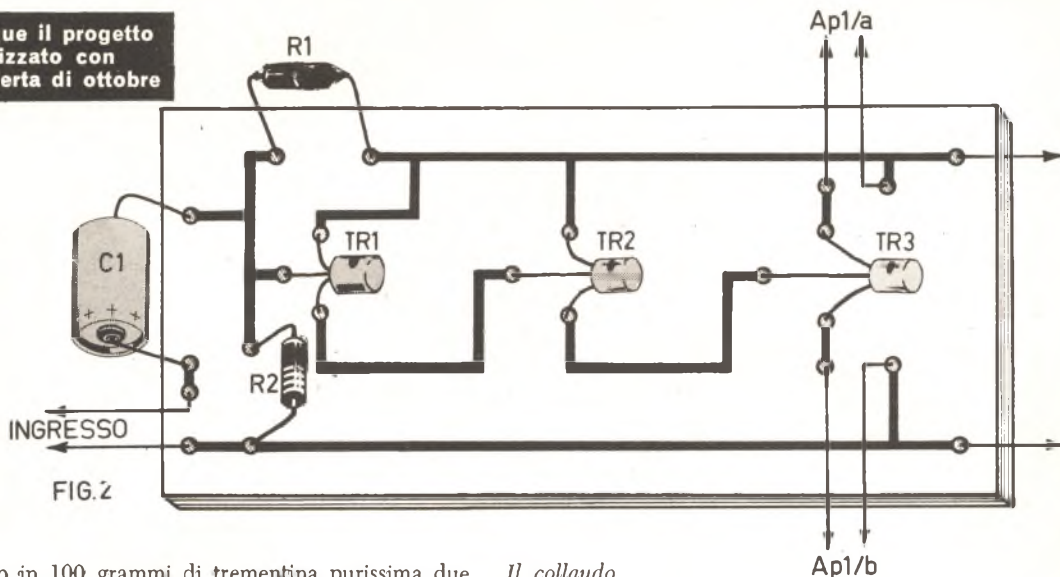 ue il progetto
izzato con
erta di ottobre
R1
Ap1/a
C1
+ + +
TR1
TR2
TR3
R2
INGRESSO
FIG.2
Ap1/b
o in 100 grammi di trementina purissima due
Il collaudo